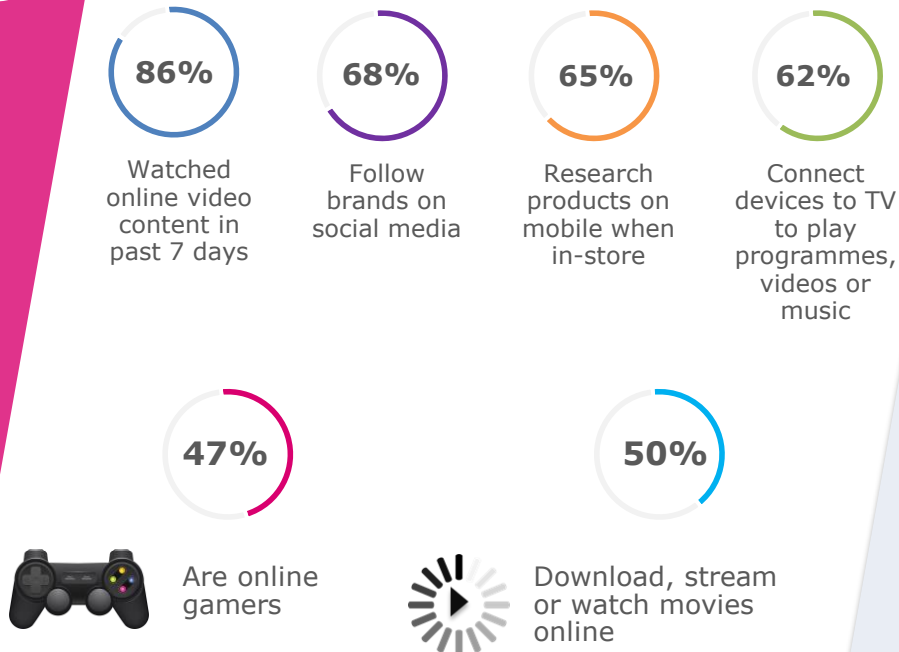 86%
Watched
online video
content in
past 7 days
68%
Follow
brands on
social media
65%
Research
products on
mobile when
in-store
62%
Connect
devices to TV
to play
programmes,
videos or
music
47%
Are online
gamers
50%
Download, stream
or watch movies
online